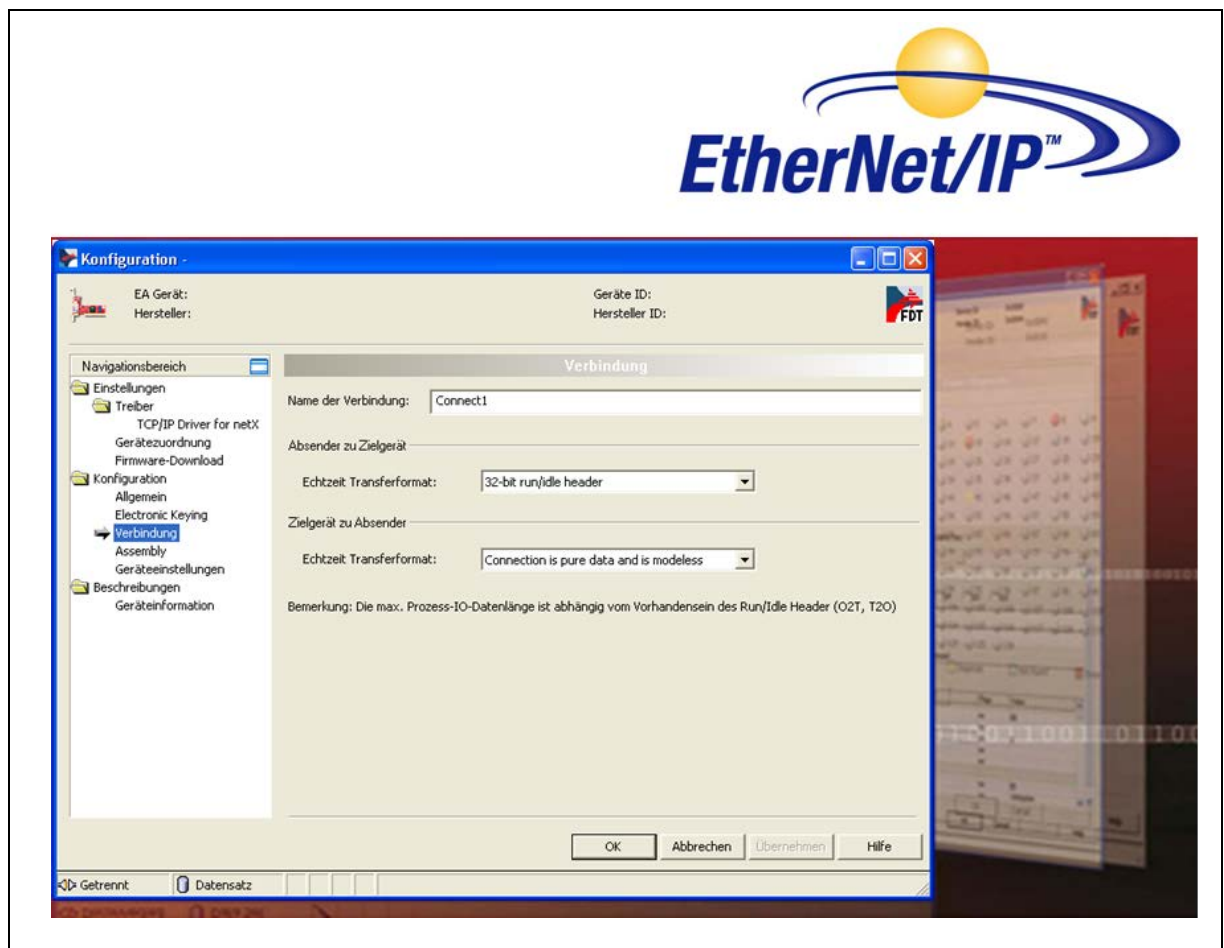 EtherNet/IP™
Konfiguration -
EA Gerät:
Geräte ID:
Hersteller:
Hersteller ID:
FDT
Navigationsbereich
Einstellungen
Treiber
TCP/IP Driver for netX
Gerätezuordnung
Firmware-Download
Konfiguration
Allgemein
Electronic Keying
Verbindung
Assembly
Geräteeinstellungen
Beschreibungen
Geräteinformation
Verbindung
Name der Verbindung: Connect1
Absender zu Zielgerät
Echtzeit Transferformat: 32-bit run/idle header
Zielgerät zu Absender
Echtzeit Transferformat: Connection is pure data and is modeless
Bemerkung: Die max. Prozess-IO-Datenlänge ist abhängig vom Vorhandensein des Run/Idle Header (O2T, T2O)
OK Abbrechen Übernehmen Hilfe
Getrennt Datensatz